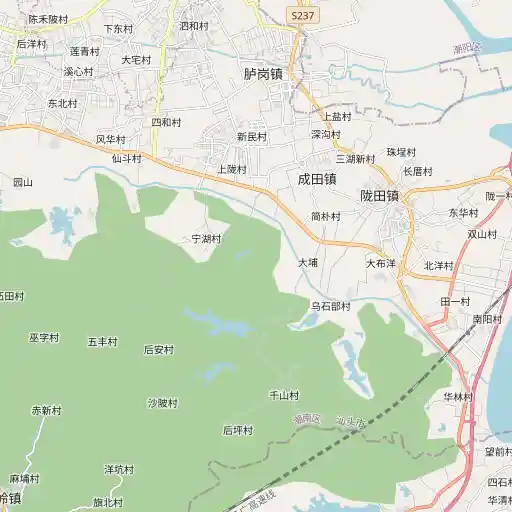 陈禾陂村
泗和村
S237
下东村
后洋村
莲青村
潮阳区
大宅村
溪心村
胪岗镇
东北村
上盐村
四和村
深沟村
新民村
风华村
珠埕村
仙斗村
三湖新村
上陇村
长厝村
园山
成田镇
陇田镇
陇一村
简朴村
东华村
双山村
宁湖村
大埔
大布洋
北洋村
拓田村
田一村
乌石部村
南阳村
巫字村
五丰村
后安村
千山村
华林村
沙陂村
赤新村
潮南区
汕头市
后坪村
望前村
洋坑村
麻埔村
四石村
岭镇
旗北村
广高速线
华清村